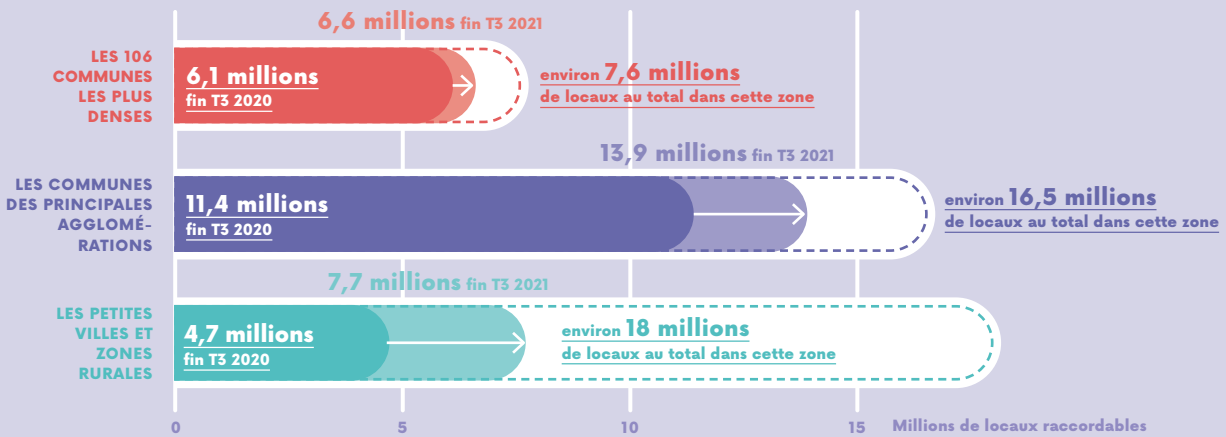 6,6 millions fin T3 2021
LES 106
COMMUNES
LES PLUS
DENSES
6,1 millions
fin T3 2020
environ 7,6 millions
de locaux au total dans cette zone
13,9 millions fin T3 2021
LES COMMUNES
DES PRINCIPALES
AGGLOMÉ-
RATIONS
11,4 millions
fin T3 2020
environ 16,5 millions
de locaux au total dans cette zone
7,7 millions fin T3 2021
LES PETITES
VILLES ET
ZONES
RURALES
4,7 millions
fin T3 2020
environ 18 millions
de locaux au total dans cette zone
0 5 10 15 Millions de locaux raccordables